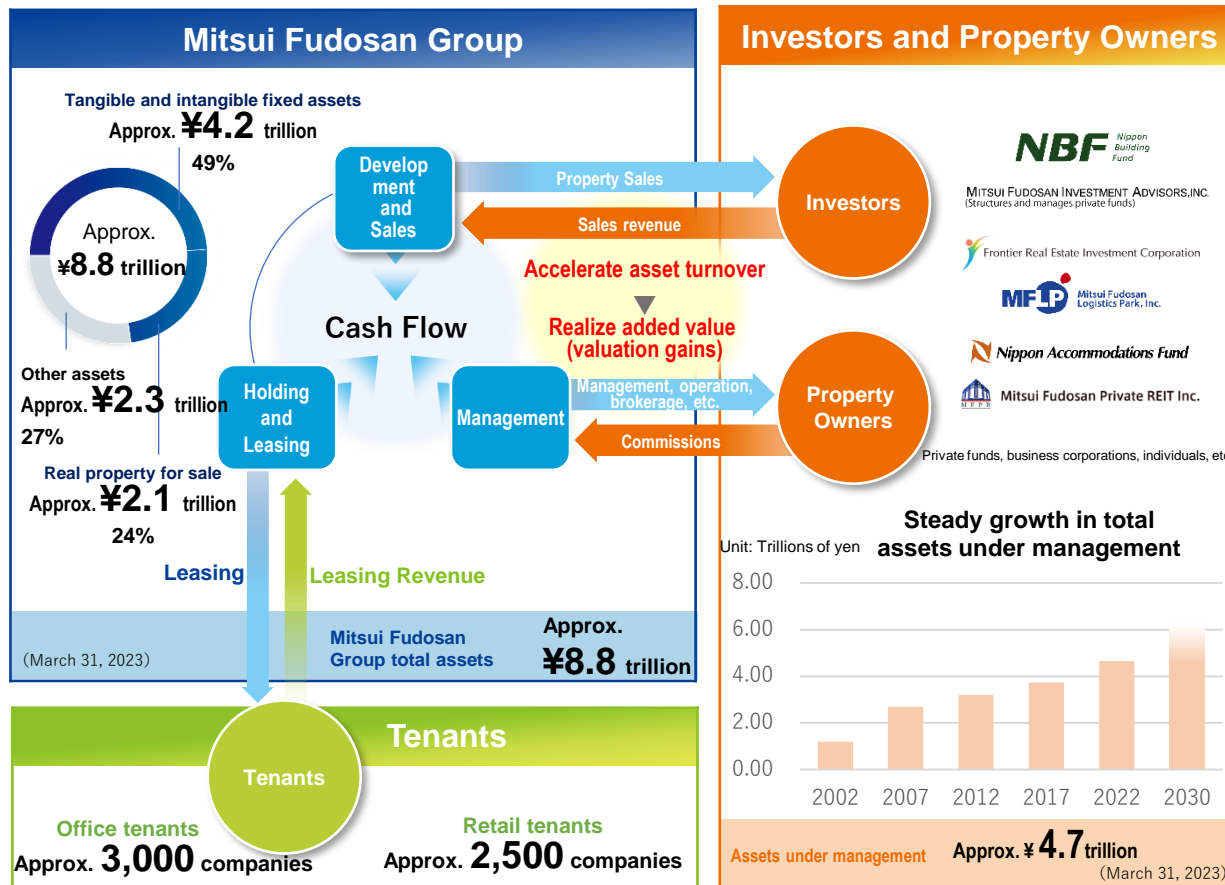 Mitsui Fudosan Group
Tangible and intangible fixed assets
Approx. ¥4.2 trillion
49%
Approx.
¥8.8 trillion
Other assets
Approx. ¥2.3 trillion
27%
Real property for sale
Approx. ¥2.1 trillion
24%
Develop
ment
and
Sales
Cash Flow
Holding
and
Leasing
Management
Property Sales
Sales revenue
Accelerate asset turnover
Realize added value
(valuation gains)
Management, operation,
brokerage, etc.
Commissions
Leasing
Leasing Revenue
(March 31, 2023)
Mitsui Fudosan
Group total assets
Approx.
¥8.8 trillion
Tenants
Tenants
Office tenants
Approx. 3,000 companies
Retail tenants
Approx. 2,500 companies
Investors and Property Owners
Investors
Property
Owners
NBF Nippon
Building
Fund
MITSUI FUDOSAN INVESTMENT ADVISORS,INC.
(Structures and manages private funds)
Frontier Real Estate Investment Corporation
MFLP Mitsui Fudosan
Logistics Park, Inc.
Nippon Accommodations Fund
MFPR
Mitsui Fudosan Private REIT Inc.
Private funds, business corporations, individuals, etc
Steady growth in total
assets under management
Unit: Trillions of yen
8.00
6.00
4.00
2.00
0.00
2002 2007 2012 2017 2022 2030
Assets under management Approx. ¥ 4.7 trillion
(March 31, 2023)